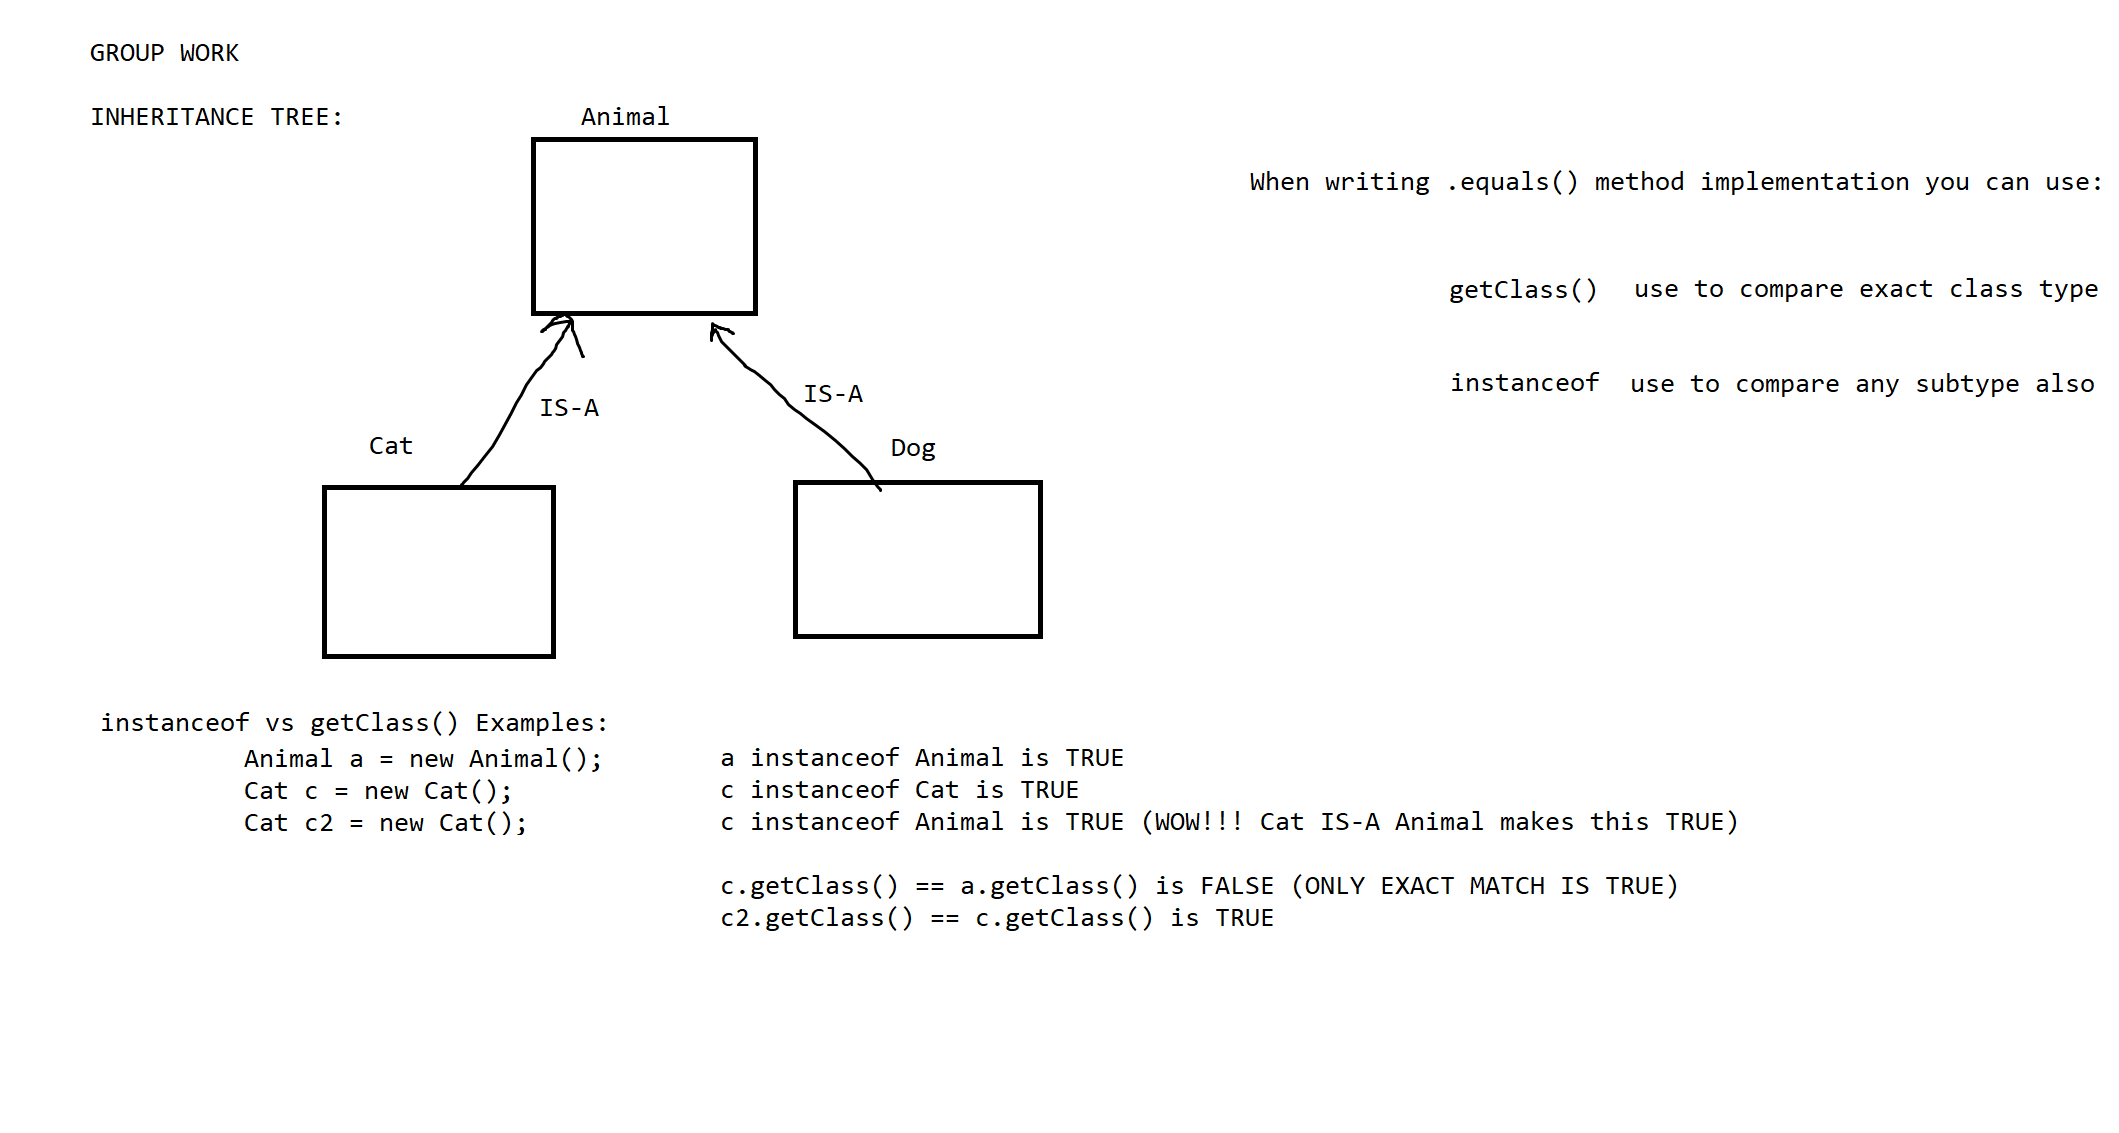 GROUP WORK
INHERITANCE TREE:
Animal
When writing .equals() method implementation you can use:
getClass() use to compare exact class type
instanceof use to compare any subtype also
IS-A
IS-A
Cat
Dog
instanceof vs getClass() Examples:
Animal a = new Animal();
Cat c = new Cat();
Cat c2 = new Cat();
a instanceof Animal is TRUE
c instanceof Cat is TRUE
c instanceof Animal is TRUE (WOW!!! Cat IS-A Animal makes this TRUE)
c.getClass() == a.getClass() is FALSE (ONLY EXACT MATCH IS TRUE)
c2.getClass() == c.getClass() is TRUE